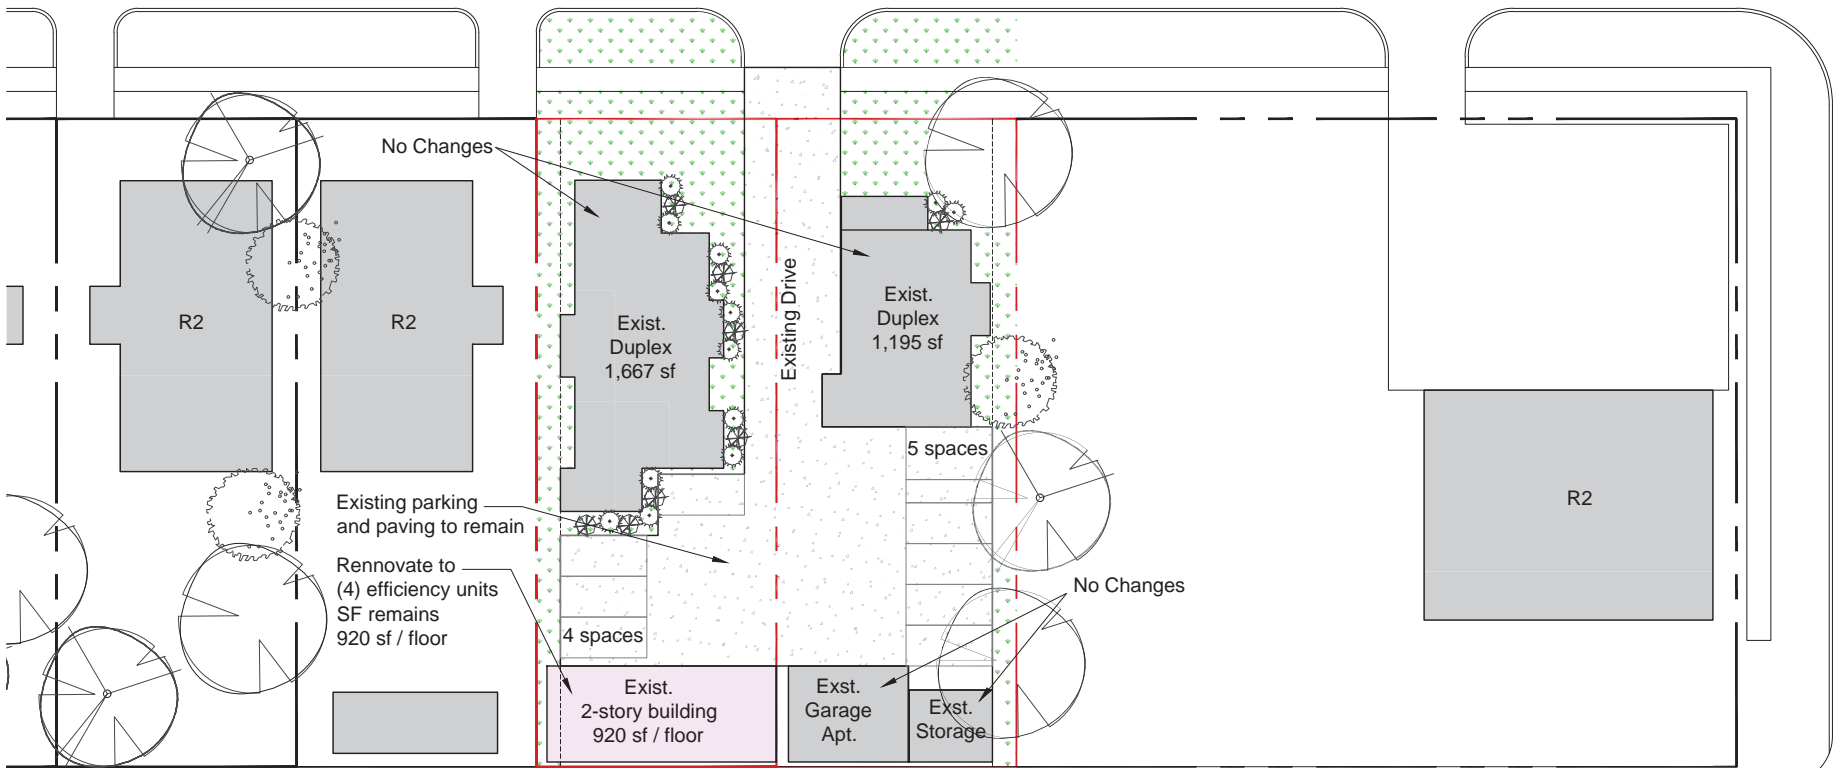 No Changes
R2
R2
Exist.
Duplex
1,667 sf
Existing Drive
Exist.
Duplex
1,195 sf
5 spaces
R2
Existing parking
and paving to remain
Rennovate to
(4) efficiency units
SF remains
920 sf / floor
4 spaces
No Changes
Exist.
2-story building
920 sf / floor
Exst.
Garage
Apt.
Exst.
Storage